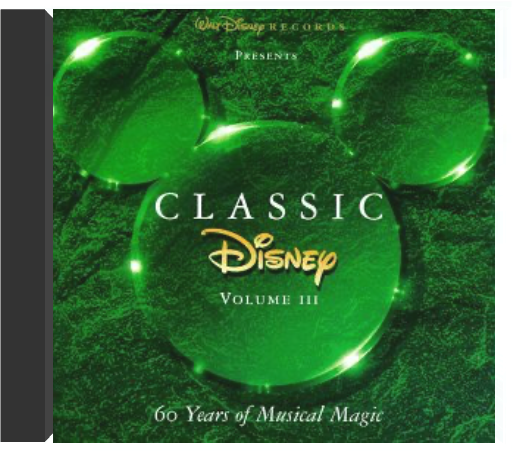 Walt Disney RECORDS
PRESENTS
CLASSIC
Disney
VOLUME III
60 Years of Musical Magic